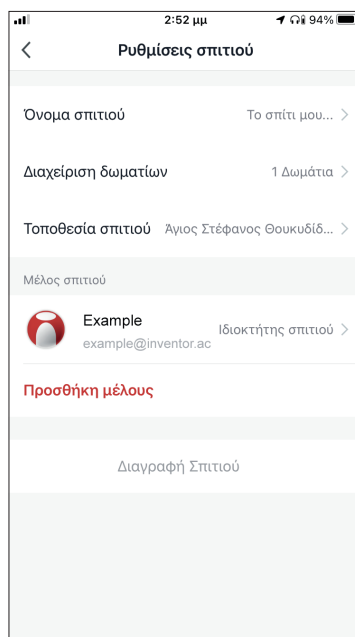 2:52 μμ 94%
Ρυθμίσεις σπιτιού
Όνομα σπιτιού Το σπίτι μου...
Διαχείριση δωματίων 1 Δωμάτια
Τοποθεσία σπιτιού Άγιος Στέφανος Θουκυδίδ...
Μέλος σπιτιού
Example
Ιδιοκτήτης σπιτιού
example@inventor.ac
Προσθήκη μέλους
Διαγραφή Σπιτιού